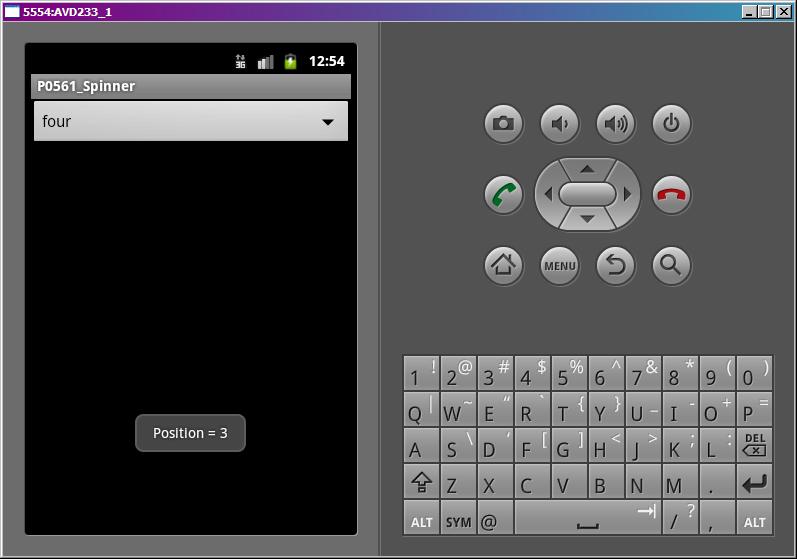 5554:AVD233_1
3G 12:54
P0561_Spinner
four
Position = 3
MENU
1 ! 2 @ 3 # 4 $ 5 % 6 ^ 7 & 8 * 9 ( 0 )
Q | W ~ E “ R ` T { Y } U _ I - O + P =
A S \ D ‘ F [ G ] H < J > K ; L : DEL
Z X C V B N M .
ALT SYM @ / ? , ALT